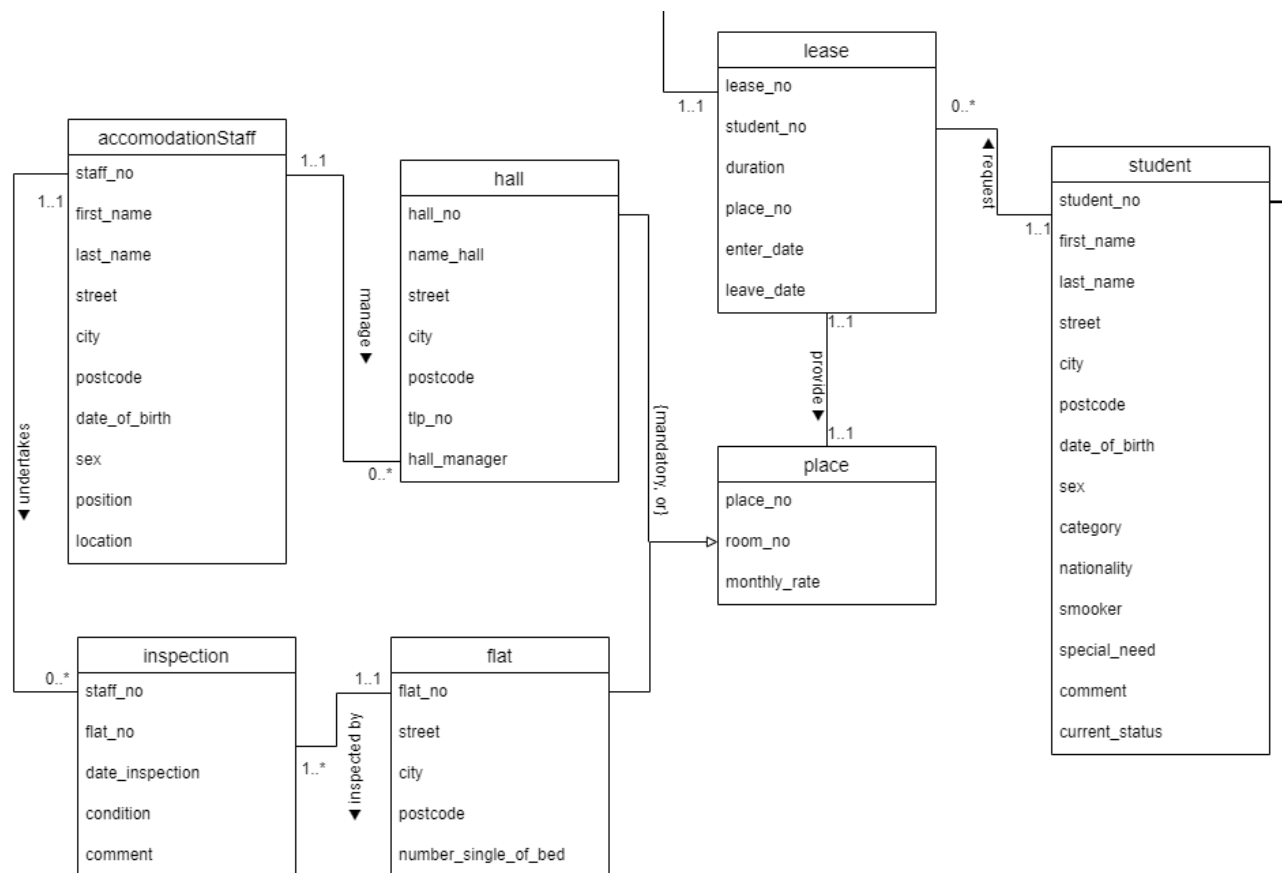 lease
lease_no
student_no
duration
place_no
enter_date
leave_date
1..1
0..*
◀ request
1..1
1..1
provide ▶
1..1
accomodationStaff
staff_no
first_name
last_name
street
city
postcode
date_of_birth
sex
position
location
1..1
1..1
undertakes ▶
0..*
manage ▶
0..*
hall
hall_no
name_hall
street
city
postcode
tlp_no
hall_manager
{mandatory, or}
student
student_no
first_name
last_name
street
city
postcode
date_of_birth
sex
category
nationality
smooker
special_need
comment
current_status
place
place_no
room_no
monthly_rate
inspection
staff_no
flat_no
date_inspection
condition
comment
1..*
1..1
inspected by ▶
flat
flat_no
street
city
postcode
number_single_of_bed